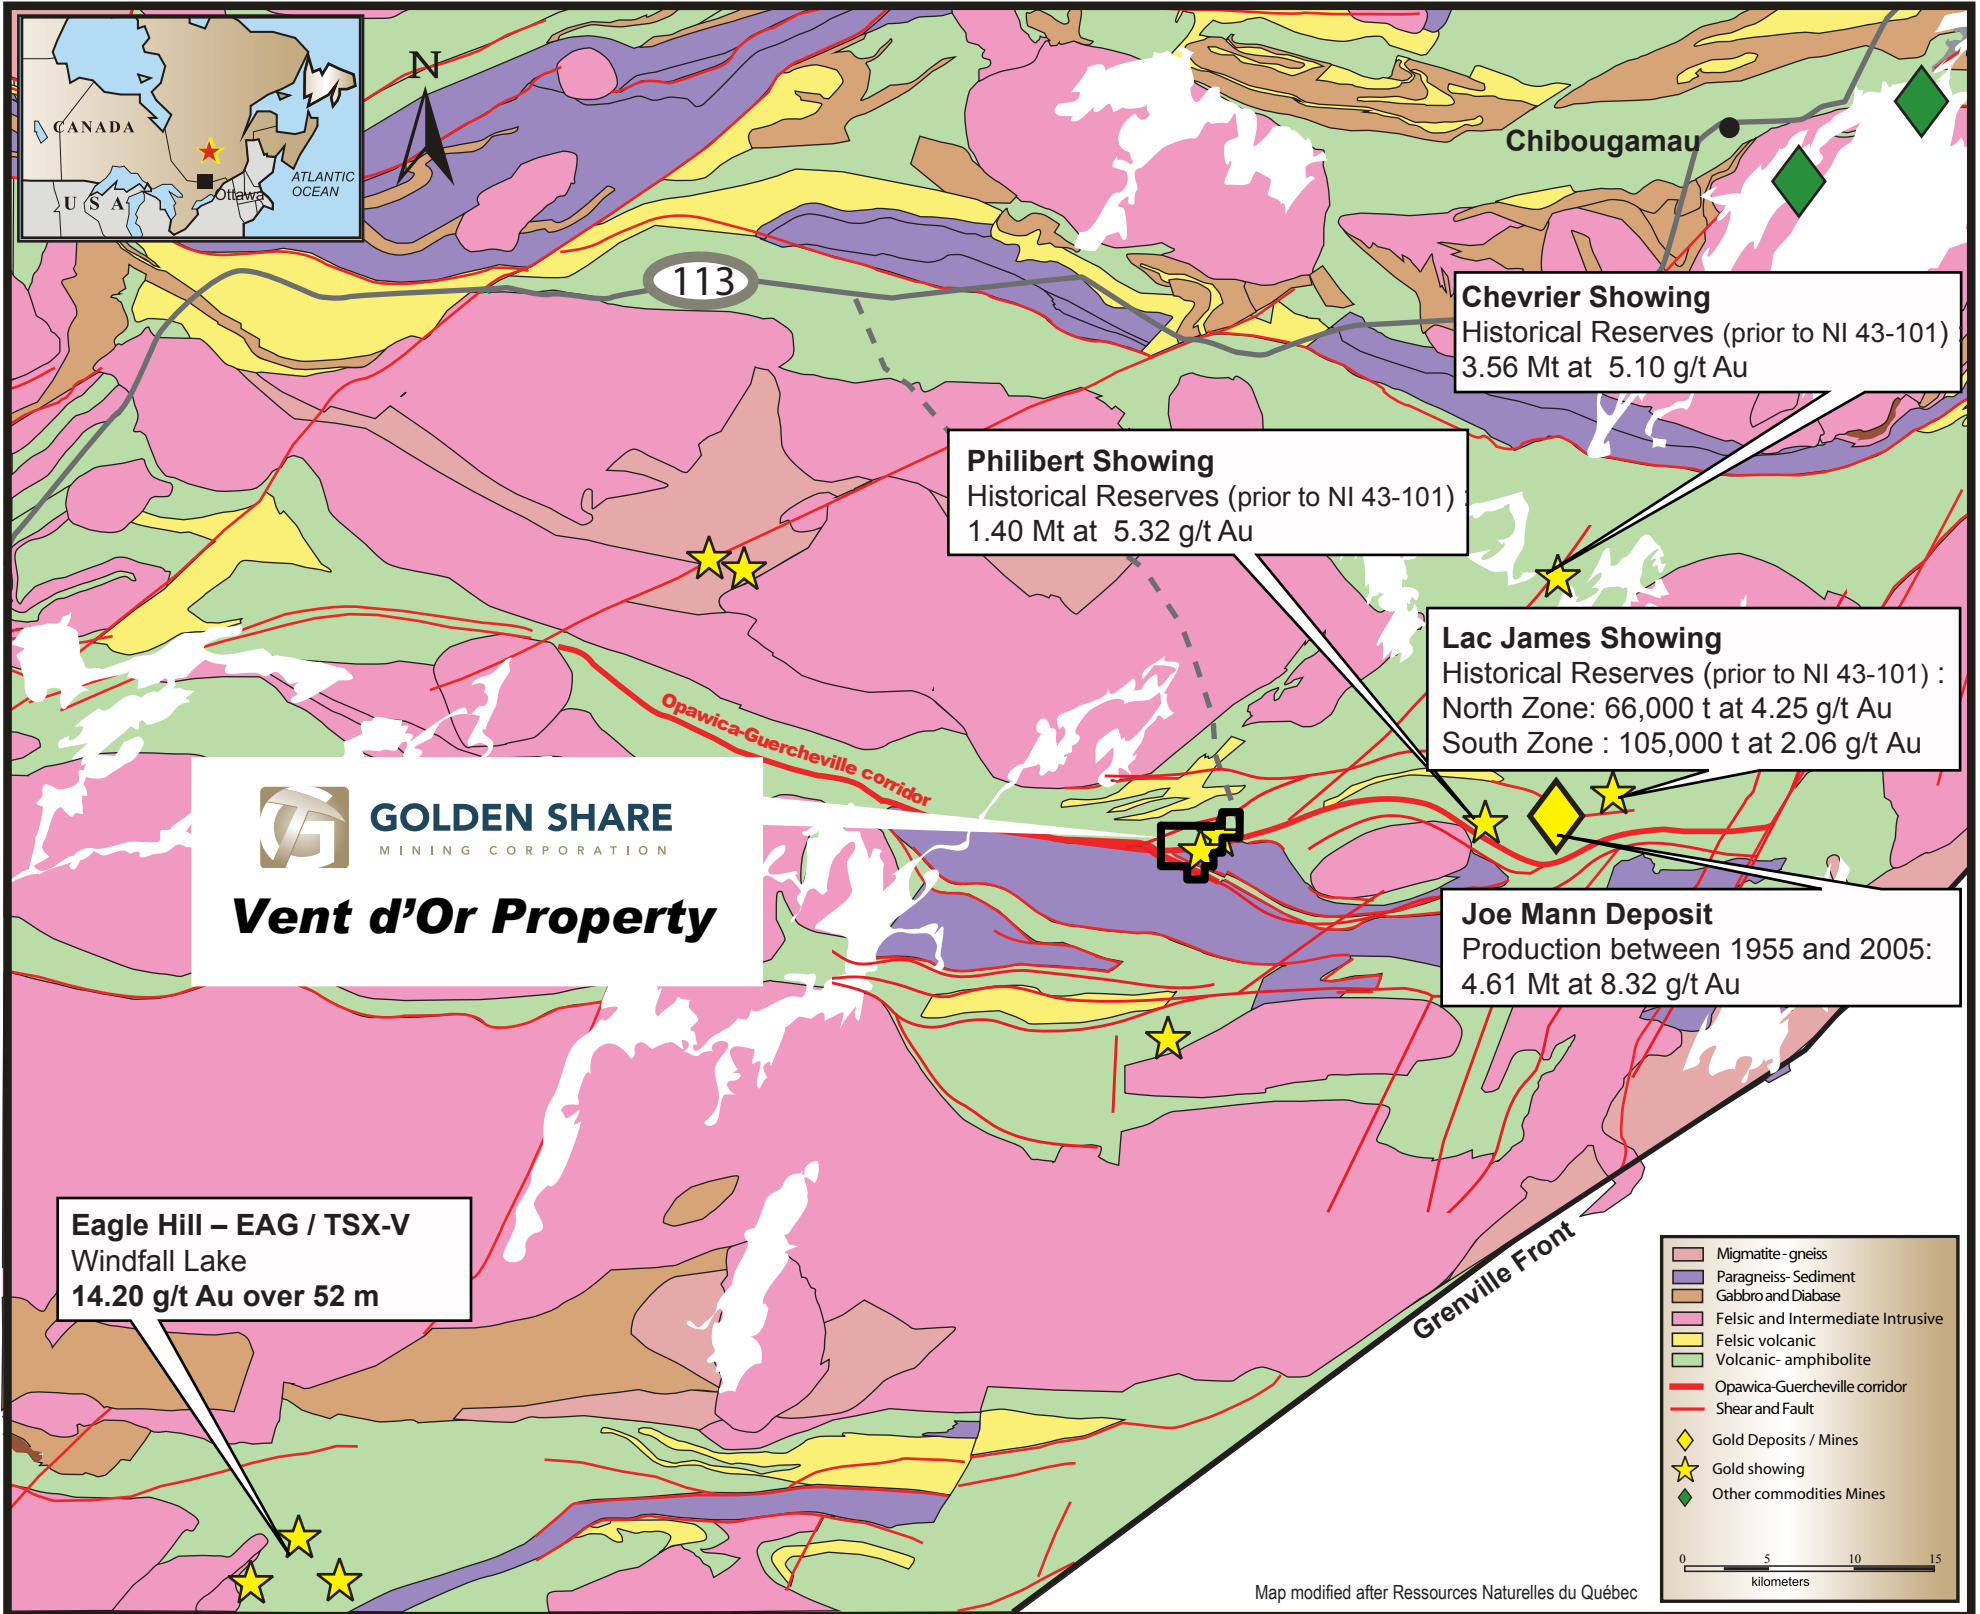 CANADA
U S A
Ottawa
ATLANTIC
OCEAN
N
113
Chibougamau
Chevrier Showing
Historical Reserves (prior to NI 43-101) :
3.56 Mt at 5.10 g/t Au
Philibert Showing
Historical Reserves (prior to NI 43-101) :
1.40 Mt at 5.32 g/t Au
Lac James Showing
Historical Reserves (prior to NI 43-101) :
North Zone: 66,000 t at 4.25 g/t Au
South Zone : 105,000 t at 2.06 g/t Au
Opawica-Guercheville corridor
GOLDEN SHARE
MINING CORPORATION
Vent d’Or Property
Joe Mann Deposit
Production between 1955 and 2005:
4.61 Mt at 8.32 g/t Au
Eagle Hill – EAG / TSX-V
Windfall Lake
14.20 g/t Au over 52 m
Grenville Front
Migmatite - gneiss
Paragneiss- Sediment
Gabbro and Diabase
Felsic and Intermediate Intrusive
Felsic volcanic
Volcanic- amphibolite
Opawica-Guercheville corridor
Shear and Fault
Gold Deposits / Mines
Gold showing
Other commodities Mines
0 5 10 15
kilometers
Map modified after Ressources Naturelles du Québec